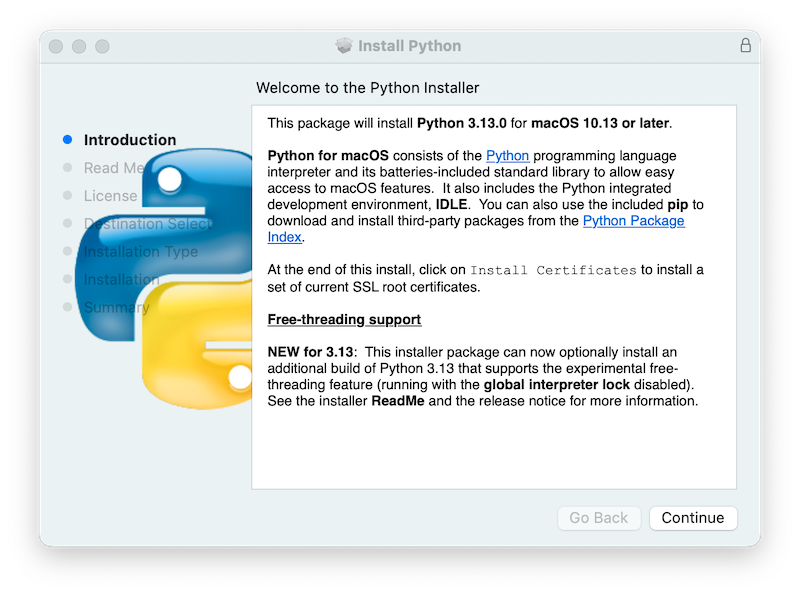 Install Python
Welcome to the Python Installer
Introduction
Read Me
License
Destination Select
Installation Type
Installation
Summary
This package will install Python 3.13.0 for macOS 10.13 or later.
Python for macOS consists of the Python programming language
interpreter and its batteries-included standard library to allow easy
access to macOS features.  It also includes the Python integrated
development environment, IDLE.  You can also use the included pip to
download and install third-party packages from the Python Package
Index.
At the end of this install, click on Install Certificates to install a
set of current SSL root certificates.
Free-threading support
NEW for 3.13:  This installer package can now optionally install an
additional build of Python 3.13 that supports the experimental free-
threading feature (running with the global interpreter lock disabled).
See the installer ReadMe and the release notice for more information.
Go Back
Continue